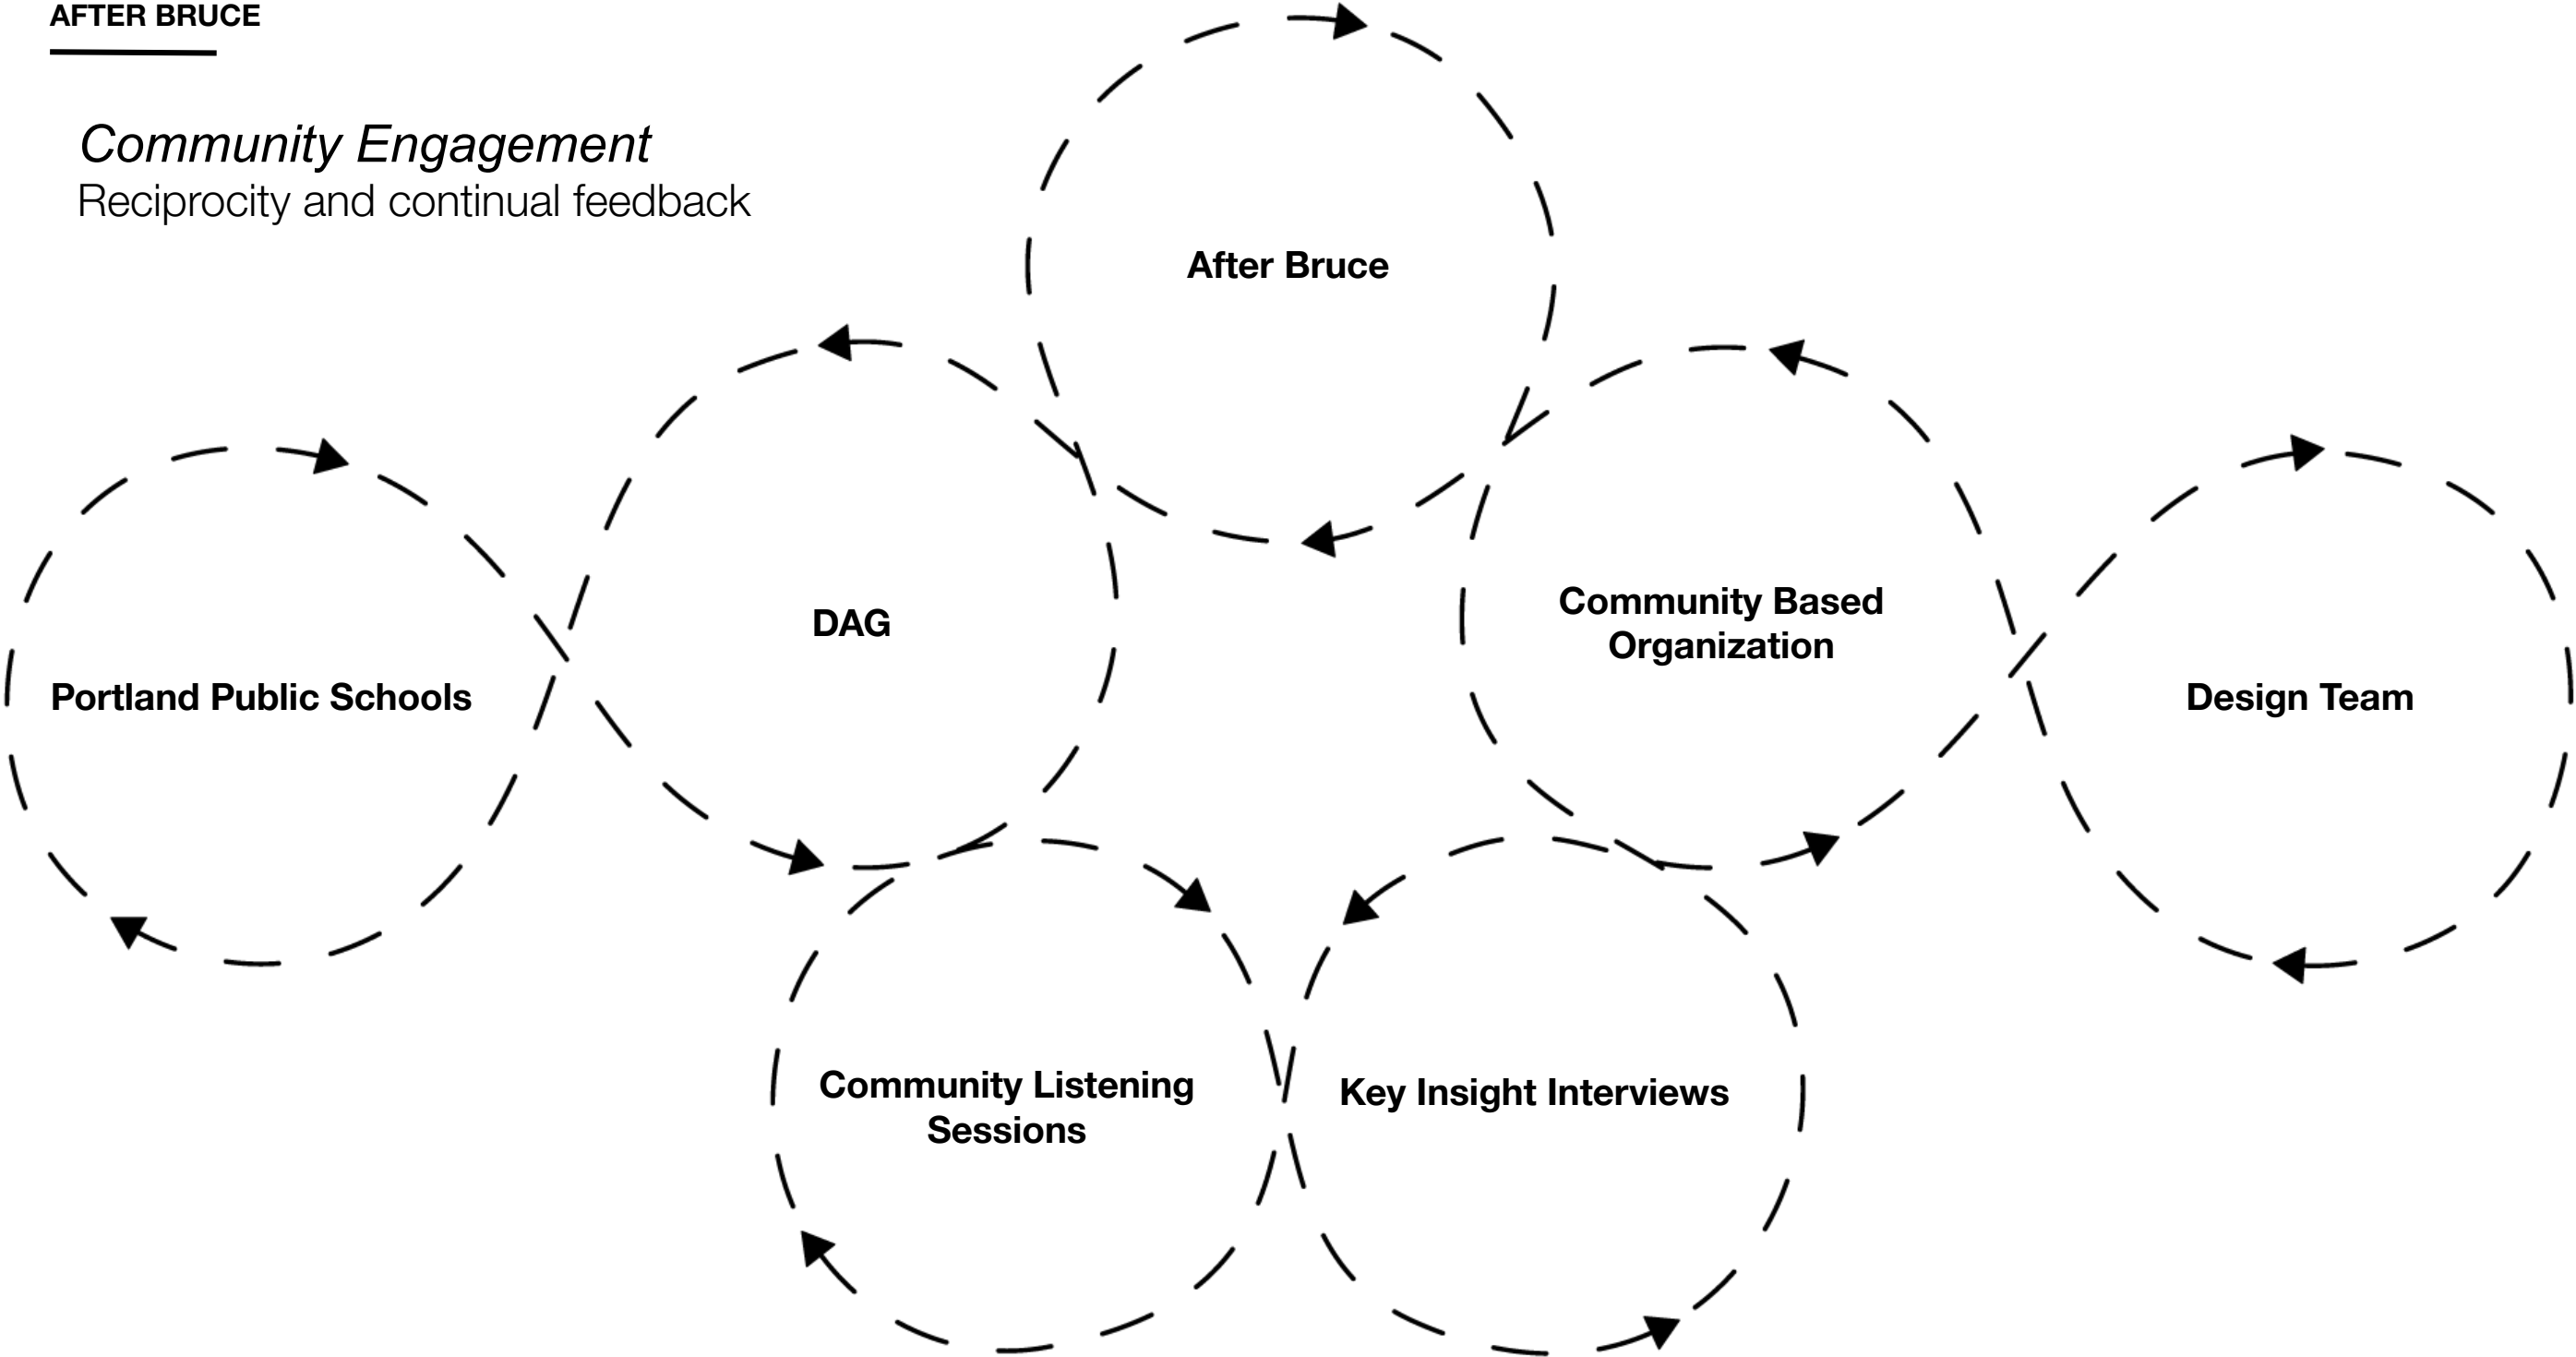 AFTER BRUCE
Community Engagement
Reciprocity and continual feedback
After Bruce
DAG
Community Based
Organization
Portland Public Schools
Design Team
Community Listening
Sessions
Key Insight Interviews